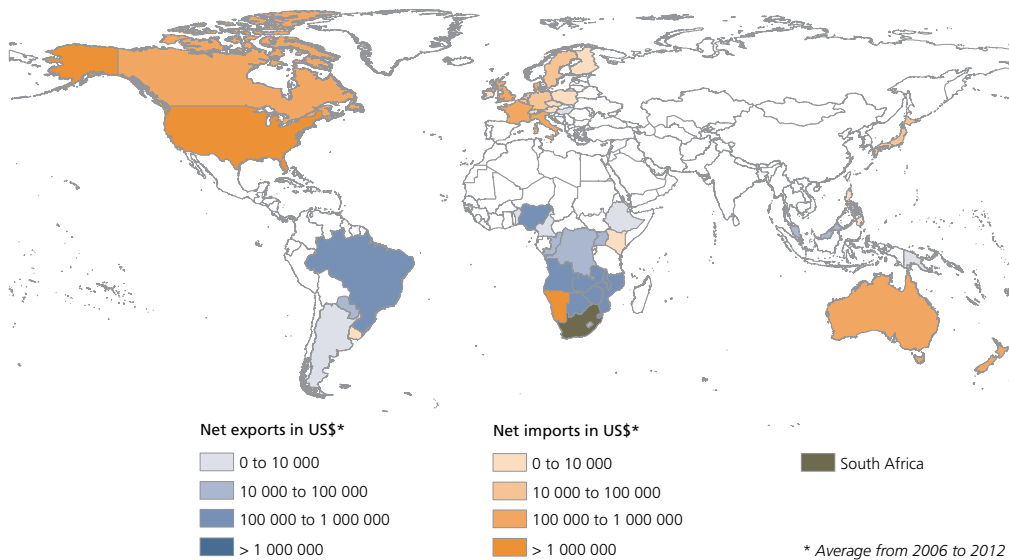 Net exports in US$*
0 to 10 000
10 000 to 100 000
100 000 to 1 000 000
> 1 000 000
Net imports in US$*
0 to 10 000
10 000 to 100 000
100 000 to 1 000 000
> 1 000 000
South Africa
* Average from 2006 to 2012